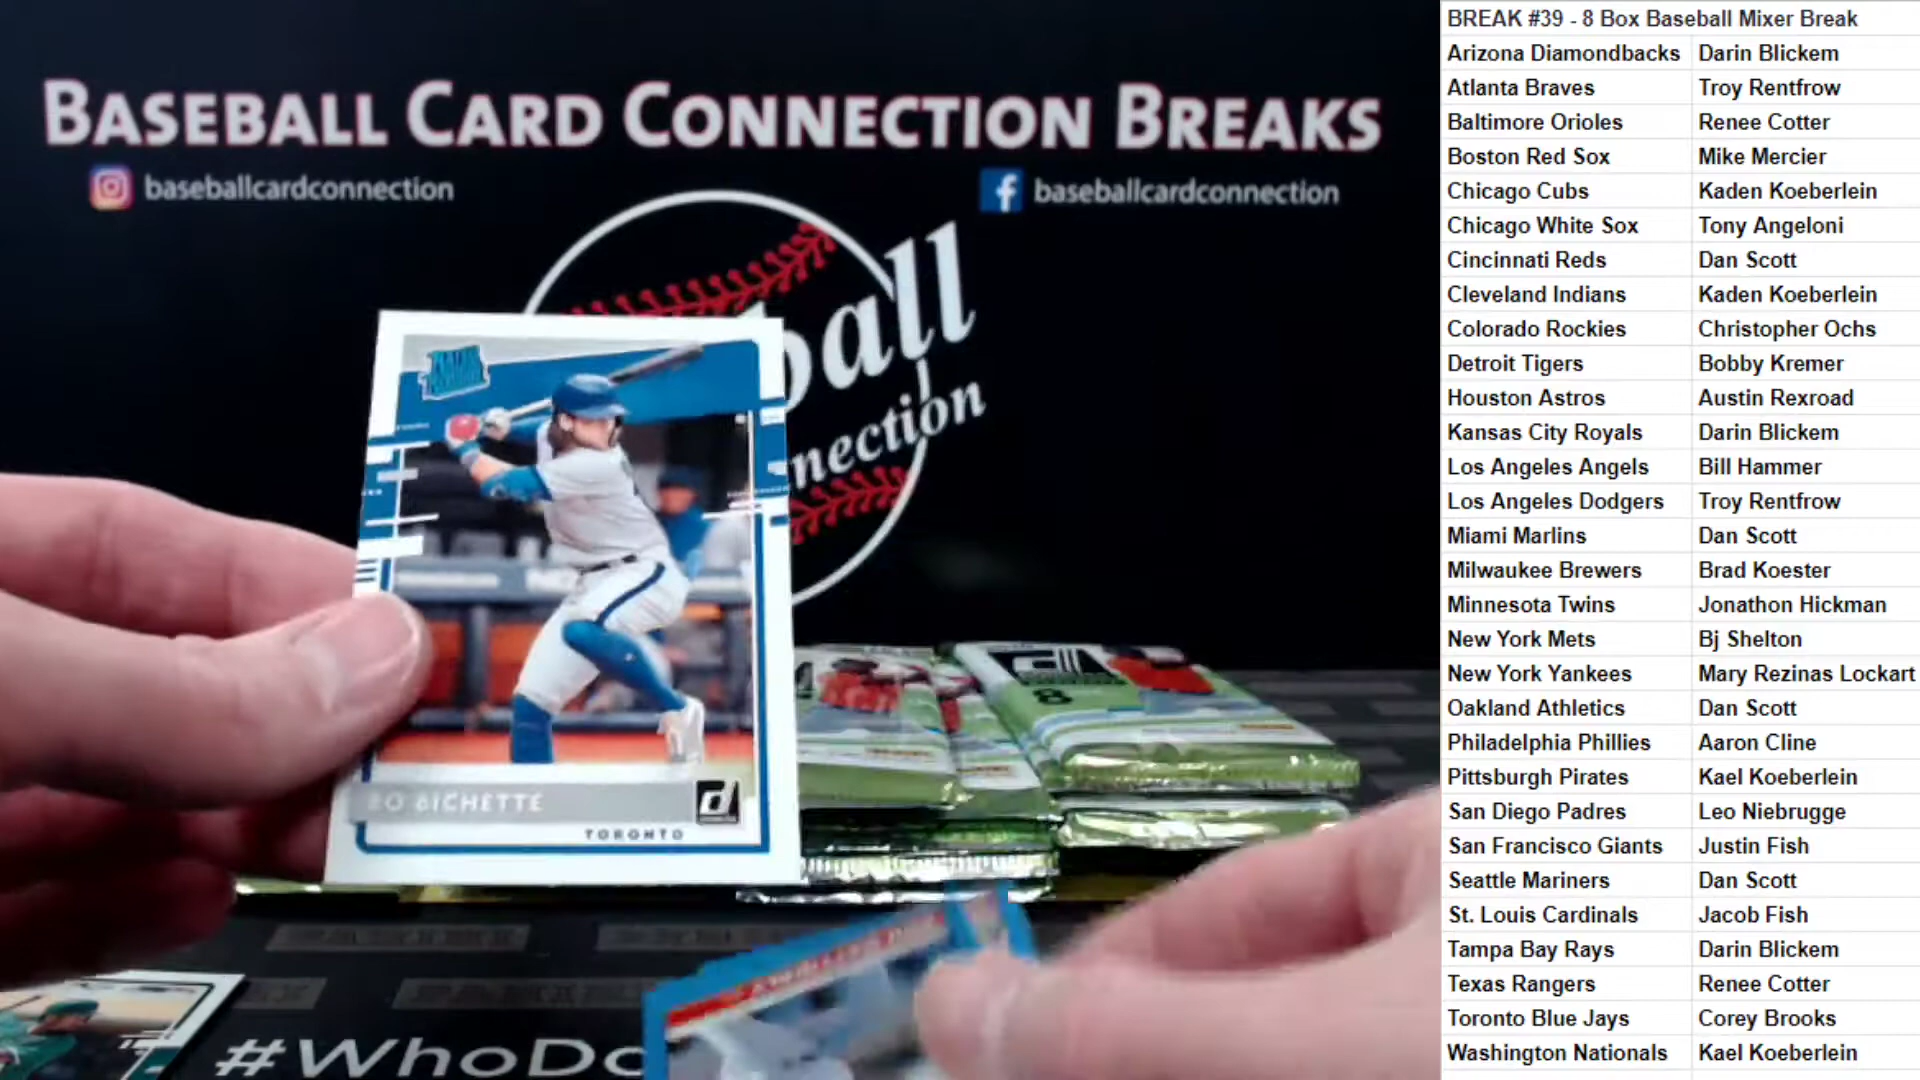 BASEBALL CARD CONNECTION BREAKS
baseballcardconnection
baseballcardconnection
ball
nnection
BO BICHETTE
TORONTO
8
#WhoDo
BREAK #39 - 8 Box Baseball Mixer Break
Arizona Diamondbacks Darin Blickem
Atlanta Braves Troy Rentfrow
Baltimore Orioles Renee Cotter
Boston Red Sox Mike Mercier
Chicago Cubs Kaden Koeberlein
Chicago White Sox Tony Angeloni
Cincinnati Reds Dan Scott
Cleveland Indians Kaden Koeberlein
Colorado Rockies Christopher Ochs
Detroit Tigers Bobby Kremer
Houston Astros Austin Rexroad
Kansas City Royals Darin Blickem
Los Angeles Angels Bill Hammer
Los Angeles Dodgers Troy Rentfrow
Miami Marlins Dan Scott
Milwaukee Brewers Brad Koester
Minnesota Twins Jonathon Hickman
New York Mets Bj Shelton
New York Yankees Mary Rezinas Lockart
Oakland Athletics Dan Scott
Philadelphia Phillies Aaron Cline
Pittsburgh Pirates Kael Koeberlein
San Diego Padres Leo Niebrugge
San Francisco Giants Justin Fish
Seattle Mariners Dan Scott
St. Louis Cardinals Jacob Fish
Tampa Bay Rays Darin Blickem
Texas Rangers Renee Cotter
Toronto Blue Jays Corey Brooks
Washington Nationals Kael Koeberlein